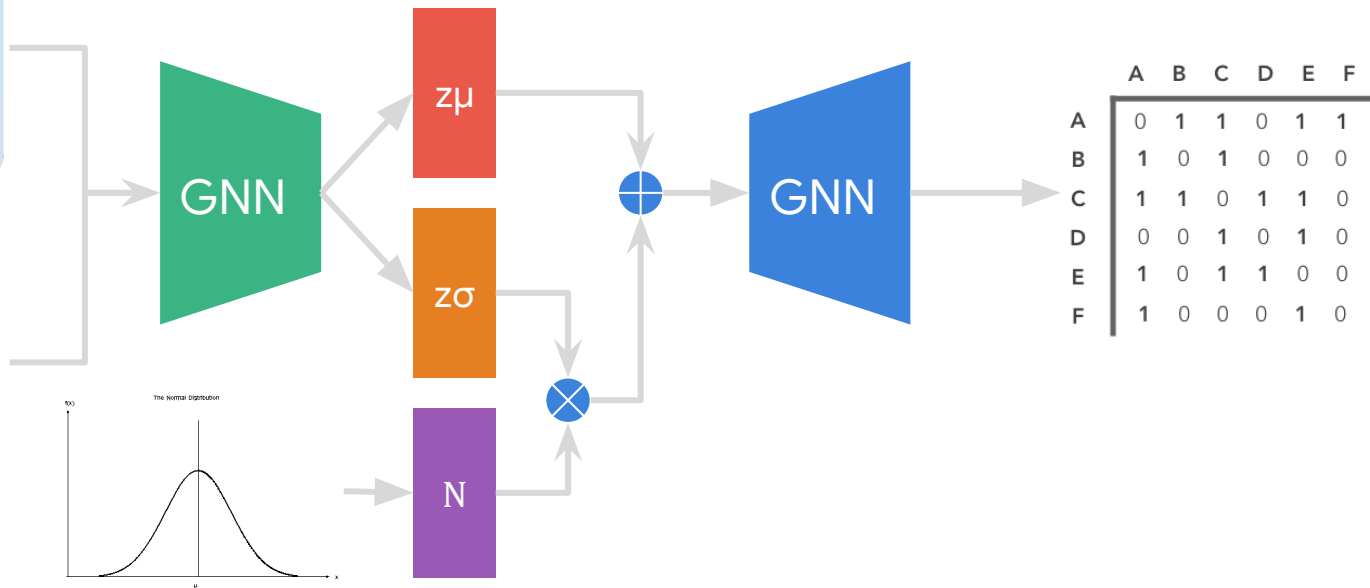 GNN
zμ
zσ
N
GNN
The Normal Distribution
f(x)
μ
x
A B C D E F
A 0 1 1 0 1 1
B 1 0 1 0 0 0
C 1 1 0 1 1 0
D 0 0 1 0 1 0
E 1 0 1 1 0 0
F 1 0 0 0 1 0